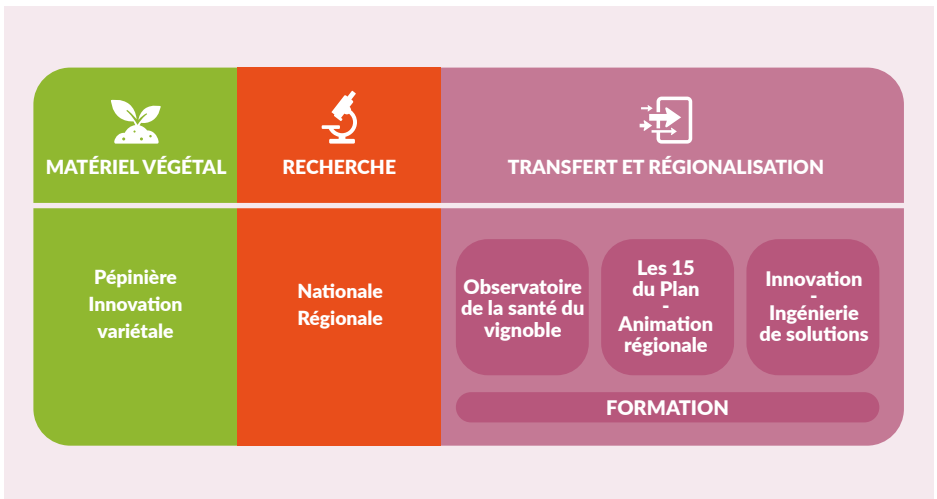 MATÉRIEL VÉGÉTAL
Pépinière
Innovation
variétale
RECHERCHE
Nationale
Régionale
TRANSFERT ET RÉGIONALISATION
Observatoire
de la santé du
vignoble
Les 15
du Plan
-
Animation
régionale
Innovation
-
Ingénierie
de solutions
FORMATION